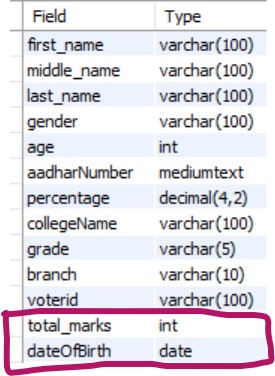 Field Type
first_name varchar(100)
middle_name varchar(100)
last_name varchar(100)
gender varchar(100)
age int
aadharNumber mediumtext
percentage decimal(4,2)
collegeName varchar(100)
grade varchar(5)
branch varchar(10)
voterid varchar(100)
total_marks int
dateOfBirth date